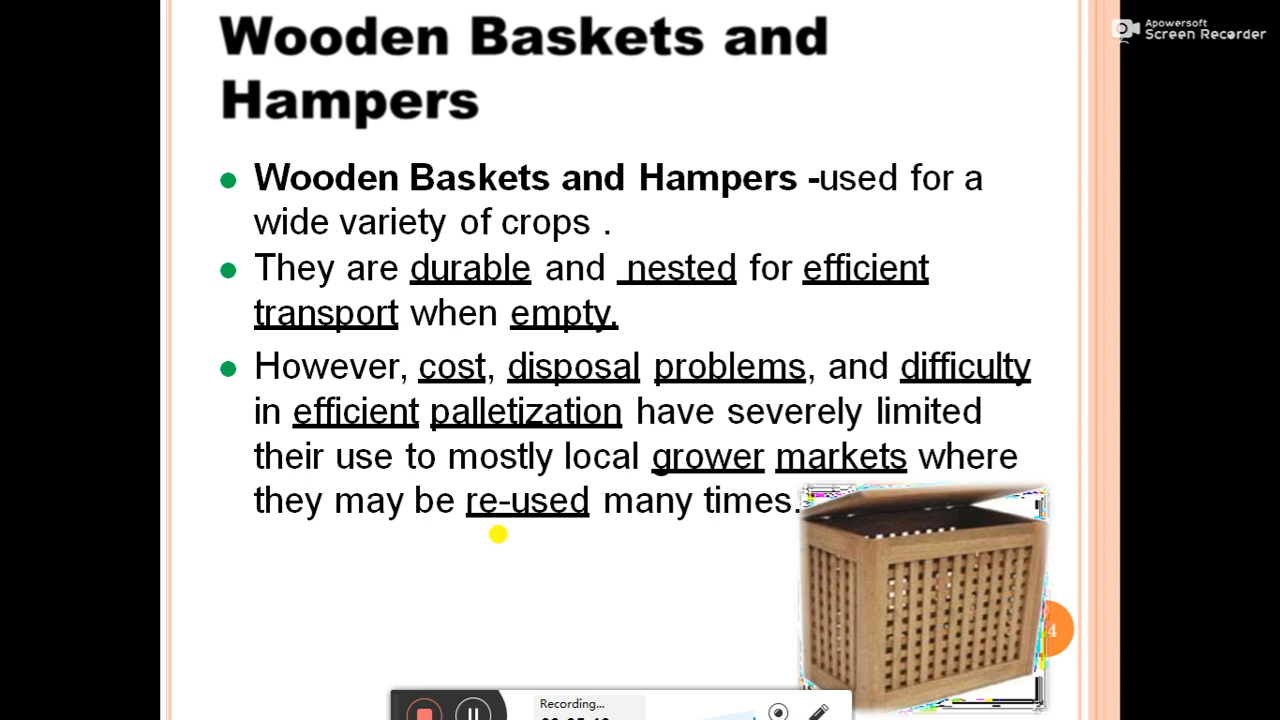 Wooden Baskets and
Hampers
Apowersoft
Screen Recorder
Wooden Baskets and Hampers -used for a
wide variety of crops .
They are durable and nested for efficient
transport when empty.
However, cost, disposal problems, and difficulty
in efficient palletization have severely limited
their use to mostly local grower markets where
they may be re-used many times.
4
Recording...